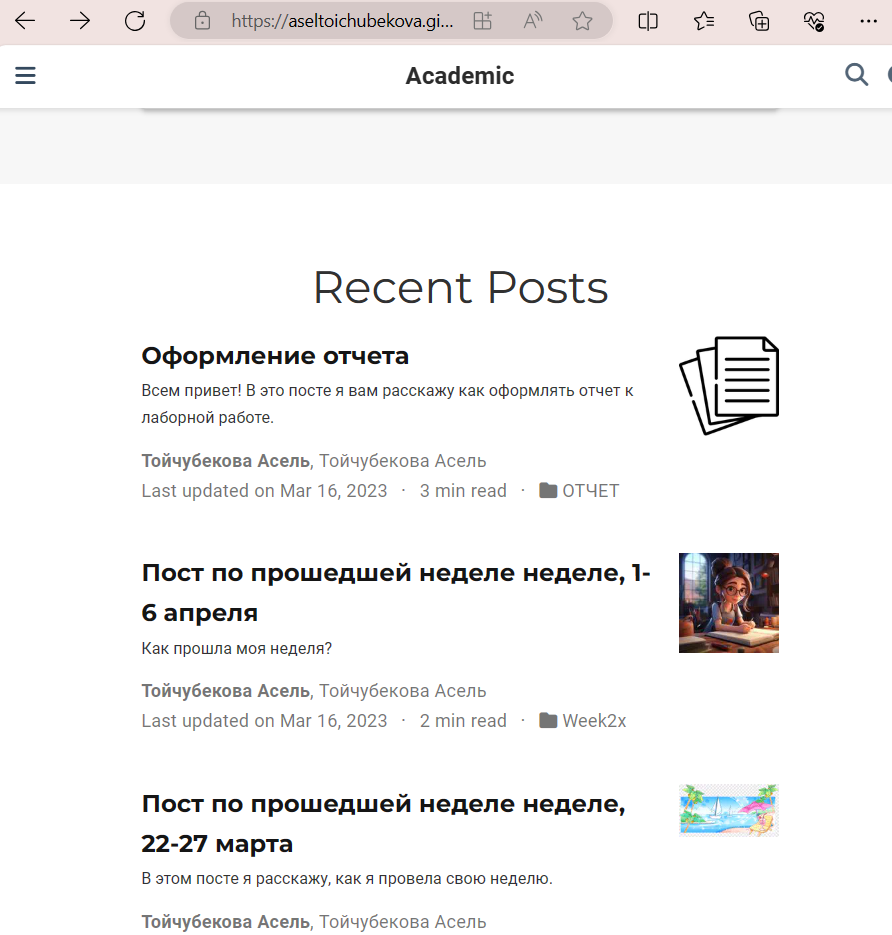 https://aseltoichubekova.gi...
Academic
Recent Posts
Оформление отчета
Всем привет! В это посте я вам расскажу как оформлять отчет к
лаборной работе.
Тойчубекова Асель, Тойчубекова Асель
Last updated on Mar 16, 2023 · 3 min read · ОТЧЕТ
Пост по прошедшей неделе неделе, 1-
6 апреля
Как прошла моя неделя?
Тойчубекова Асель, Тойчубекова Асель
Last updated on Mar 16, 2023 · 2 min read · Week2x
Пост по прошедшей неделе неделе,
22-27 марта
В этом посте я расскажу, как я провела свою неделю.
Тойчубекова Асель, Тойчубекова Асель